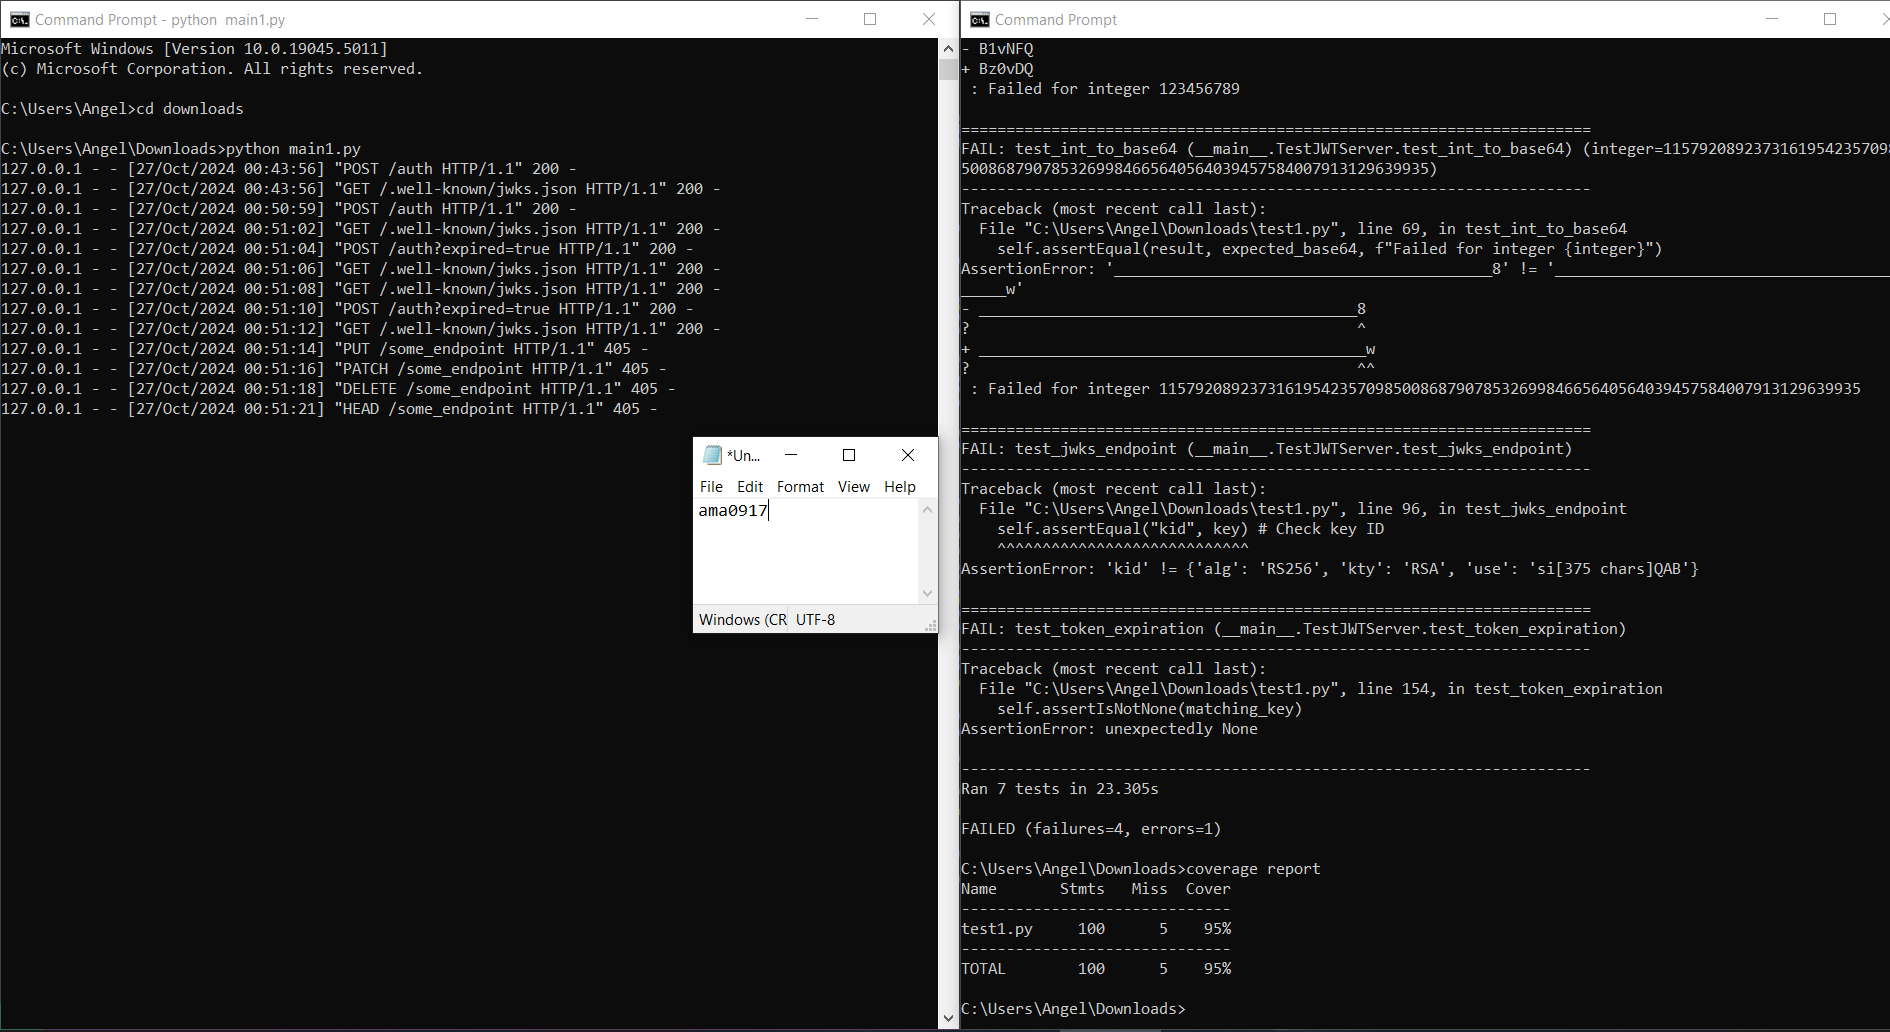 Command Prompt - python  main1.py
Microsoft Windows [Version 10.0.19045.5011]
(c) Microsoft Corporation. All rights reserved.
C:\Users\Angel>cd downloads
C:\Users\Angel\Downloads>python main1.py
127.0.0.1 - - [27/Oct/2024 00:43:56] "POST /auth HTTP/1.1" 200 -
127.0.0.1 - - [27/Oct/2024 00:43:56] "GET /.well-known/jwks.json HTTP/1.1" 200 -
127.0.0.1 - - [27/Oct/2024 00:50:59] "POST /auth HTTP/1.1" 200 -
127.0.0.1 - - [27/Oct/2024 00:51:02] "GET /.well-known/jwks.json HTTP/1.1" 200 -
127.0.0.1 - - [27/Oct/2024 00:51:04] "POST /auth?expired=true HTTP/1.1" 200 -
127.0.0.1 - - [27/Oct/2024 00:51:06] "GET /.well-known/jwks.json HTTP/1.1" 200 -
127.0.0.1 - - [27/Oct/2024 00:51:08] "GET /.well-known/jwks.json HTTP/1.1" 200 -
127.0.0.1 - - [27/Oct/2024 00:51:10] "POST /auth?expired=true HTTP/1.1" 200 -
127.0.0.1 - - [27/Oct/2024 00:51:12] "GET /.well-known/jwks.json HTTP/1.1" 200 -
127.0.0.1 - - [27/Oct/2024 00:51:14] "PUT /some_endpoint HTTP/1.1" 405 -
127.0.0.1 - - [27/Oct/2024 00:51:16] "PATCH /some_endpoint HTTP/1.1" 405 -
127.0.0.1 - - [27/Oct/2024 00:51:18] "DELETE /some_endpoint HTTP/1.1" 405 -
127.0.0.1 - - [27/Oct/2024 00:51:21] "HEAD /some_endpoint HTTP/1.1" 405 -
*Un...
File Edit Format View Help
ama0917
Windows (CR UTF-8
Command Prompt
- B1vNFQ
+ Bz0vDQ
 : Failed for integer 123456789
======================================================================
FAIL: test_int_to_base64 (__main__.TestJWTServer.test_int_to_base64) (integer=11579208923731619542357098
5008687907853269984665640564039457584007913129639935)
----------------------------------------------------------------------
Traceback (most recent call last):
  File "C:\Users\Angel\Downloads\test1.py", line 69, in test_int_to_base64
    self.assertEqual(result, expected_base64, f"Failed for integer {integer}")
AssertionError: '__________________________________________8' != '_____________________________________
_____w'
- __________________________________________8
?                                           ^
+ ___________________________________________w
?                                           ^^
 : Failed for integer 115792089237316195423570985008687907853269984665640564039457584007913129639935
======================================================================
FAIL: test_jwks_endpoint (__main__.TestJWTServer.test_jwks_endpoint)
----------------------------------------------------------------------
Traceback (most recent call last):
  File "C:\Users\Angel\Downloads\test1.py", line 96, in test_jwks_endpoint
    self.assertEqual("kid", key) # Check key ID
    ^^^^^^^^^^^^^^^^^^^^^^^^^^^^
AssertionError: 'kid' != {'alg': 'RS256', 'kty': 'RSA', 'use': 'si[375 chars]QAB'}
======================================================================
FAIL: test_token_expiration (__main__.TestJWTServer.test_token_expiration)
----------------------------------------------------------------------
Traceback (most recent call last):
  File "C:\Users\Angel\Downloads\test1.py", line 154, in test_token_expiration
    self.assertIsNotNone(matching_key)
AssertionError: unexpectedly None
----------------------------------------------------------------------
Ran 7 tests in 23.305s
FAILED (failures=4, errors=1)
C:\Users\Angel\Downloads>coverage report
Name       Stmts   Miss  Cover
------------------------------
test1.py     100      5    95%
------------------------------
TOTAL        100      5    95%
C:\Users\Angel\Downloads>